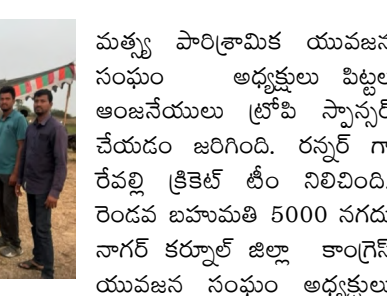 మత్స్య పారిశ్రామిక యువజన
సంఘం అధ్యక్షులు పిట్టల
ఆంజనేయులు ట్రోపి స్పాన్సర్
చేయడం జరిగింది. రన్నర్ గా
రేవల్లి క్రికెట్ టీం నిలిచింది.
రెండవ బహుమతి 5000 నగదు
నాగర్ కర్నూల్ జిల్లా కాంగ్రెస్
యువజన సంఘం అధ్యక్షులు